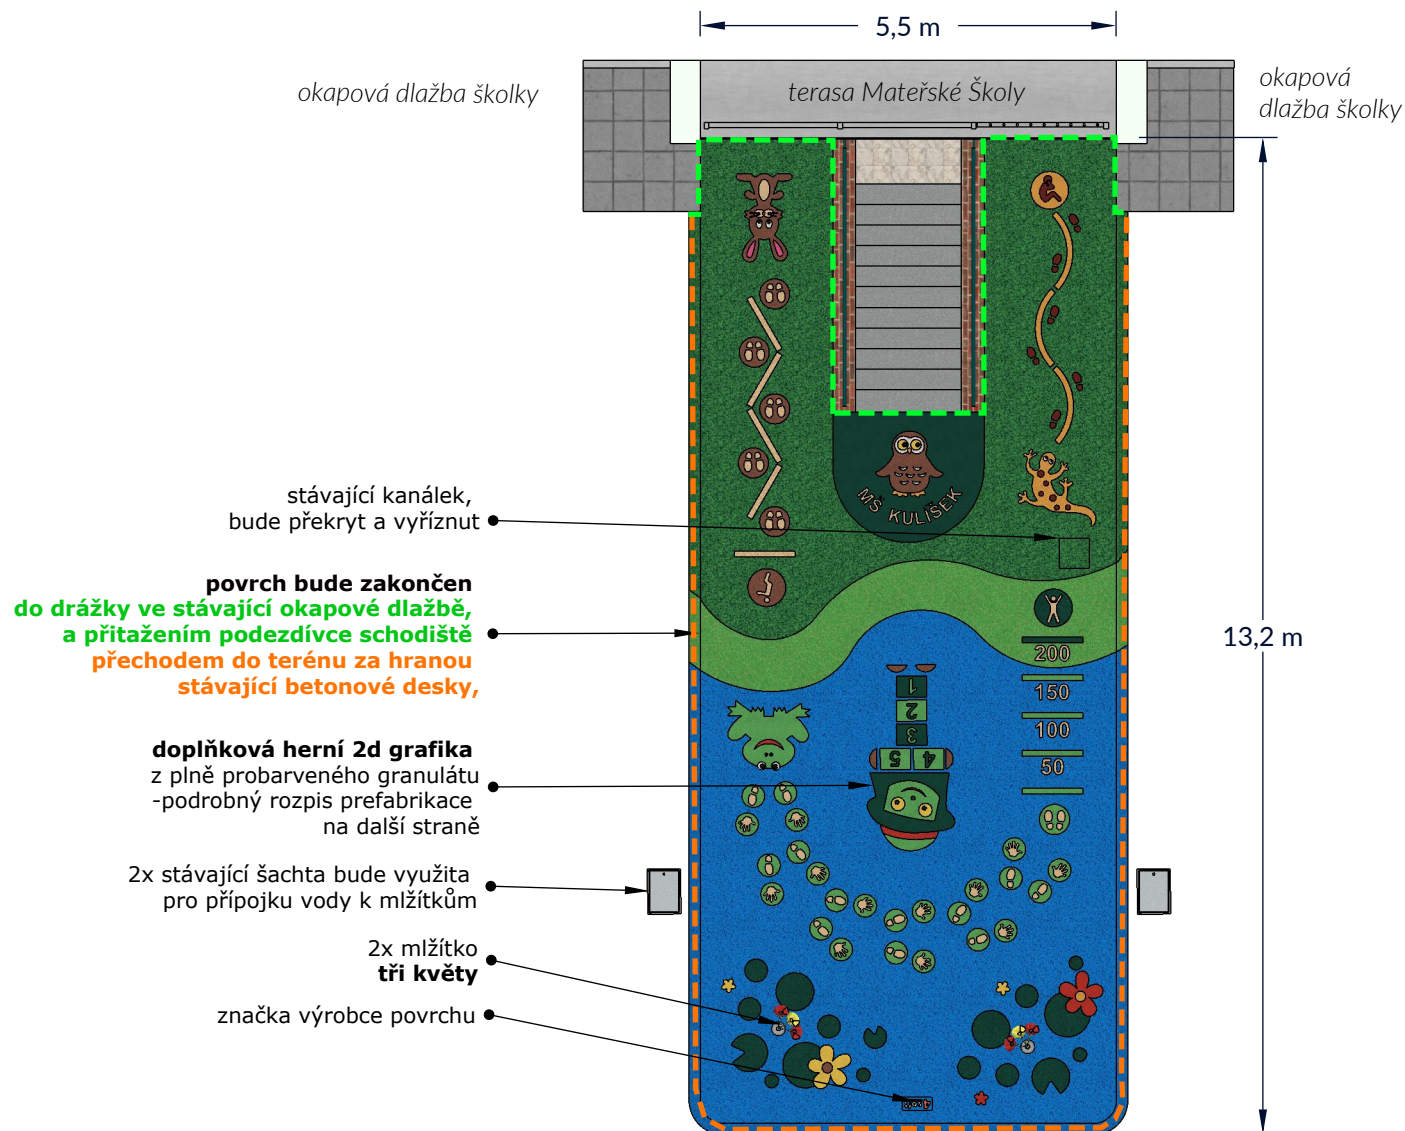 5,5 m
okapová dlažba školky
terasa Mateřské Školy
okapová
dlažba školky
MŠ KULÍŠEK
stávající kanálek,
bude překryt a vyříznut
povrch bude zakončen
do drážky ve stávající okapové dlažbě,
a přitažením podezdívce schodiště
přechodem do terénu za hranou
stávající betonové desky,
13,2 m
200
150
100
50
1
2
3
5 4
doplňková herní 2d grafika
z plně probarveného granulátu
-podrobný rozpis prefabrikace
na další straně
2x stávající šachta bude využita
pro přípojku vody k mlžítkům
2x mlžítko
tři květy
značka výrobce povrchu